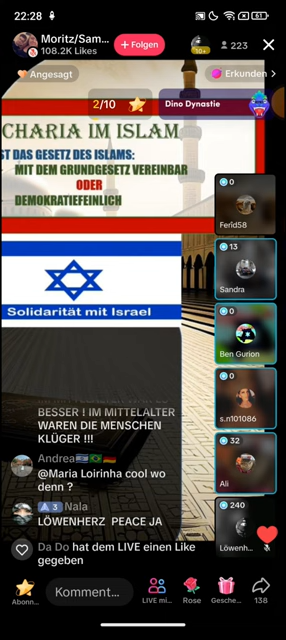 22:28
61
Moritz/Sam...
108.2K Likes
+ Folgen
10+
223
Angesagt
Erkunden >
2/10
Dino Dynastie
CHARIA IM ISLAM
ST DAS GESETZ DES ISLAMS:
MIT DEM GRUNDGESETZ VEREINBAR
ODER
DEMOKRATIEFEINLICH
Solidarität mit Israel
0
Ferîd58
13
Sandra
0
Ben Gurion
0
s.n101086
32
Ali
240
Löwenh...
BESSER ! IM MITTELALTER
WAREN DIE MENSCHEN
KLÜGER !!!
Andrea🇮🇱🇧🇷🇩🇪
@Maria Loirinha cool wo
denn ?
3 Nala
LÖWENHERZ PEACE JA
Da Do hat dem LIVE einen Like
gegeben
Abonn...
Komment...
LIVE mi...
Rose
Gesche...
138